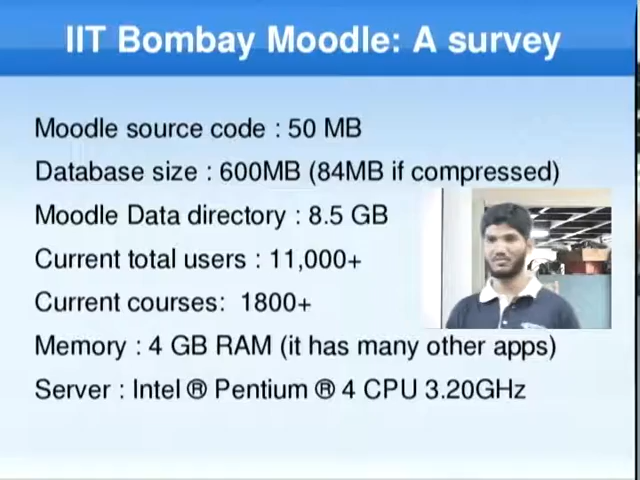 IIT Bombay Moodle: A survey
Moodle source code : 50 MB
Database size : 600MB (84MB if compressed)
Moodle Data directory : 8.5 GB
Current total users : 11,000+
Current courses: 1800+
Memory : 4 GB RAM (it has many other apps)
Server : Intel ® Pentium ® 4 CPU 3.20GHz